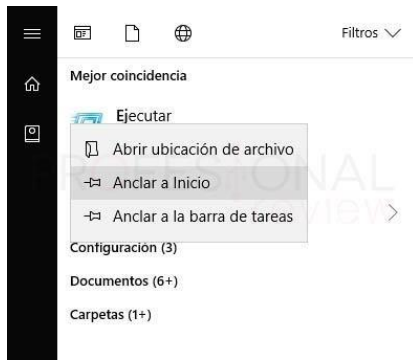 Filtros
Mejor coincidencia
Ejecutar
Abrir ubicación de archivo
Anclar a Inicio
Anclar a la barra de tareas
Configuración (3)
Documentos (6+)
Carpetas (1+)